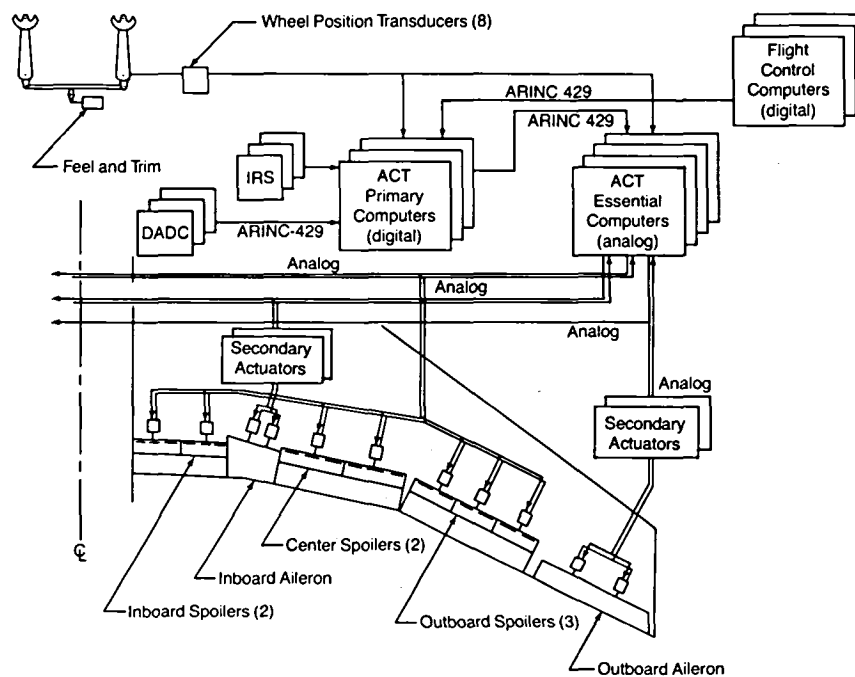 Wheel Position Transducers (8)
Flight
Control
Computers
(digital)
ARINC 429
ARINC 429
Feel and Trim
IRS
ACT
Primary
Computers
(digital)
ACT
Essential
Computers
(analog)
DADC
ARINC-429
Analog
Analog
Analog
Secondary
Actuators
Analog
Secondary
Actuators
Center Spoilers (2)
Inboard Aileron
Inboard Spoilers (2)
Outboard Spoilers (3)
Outboard Aileron
CL